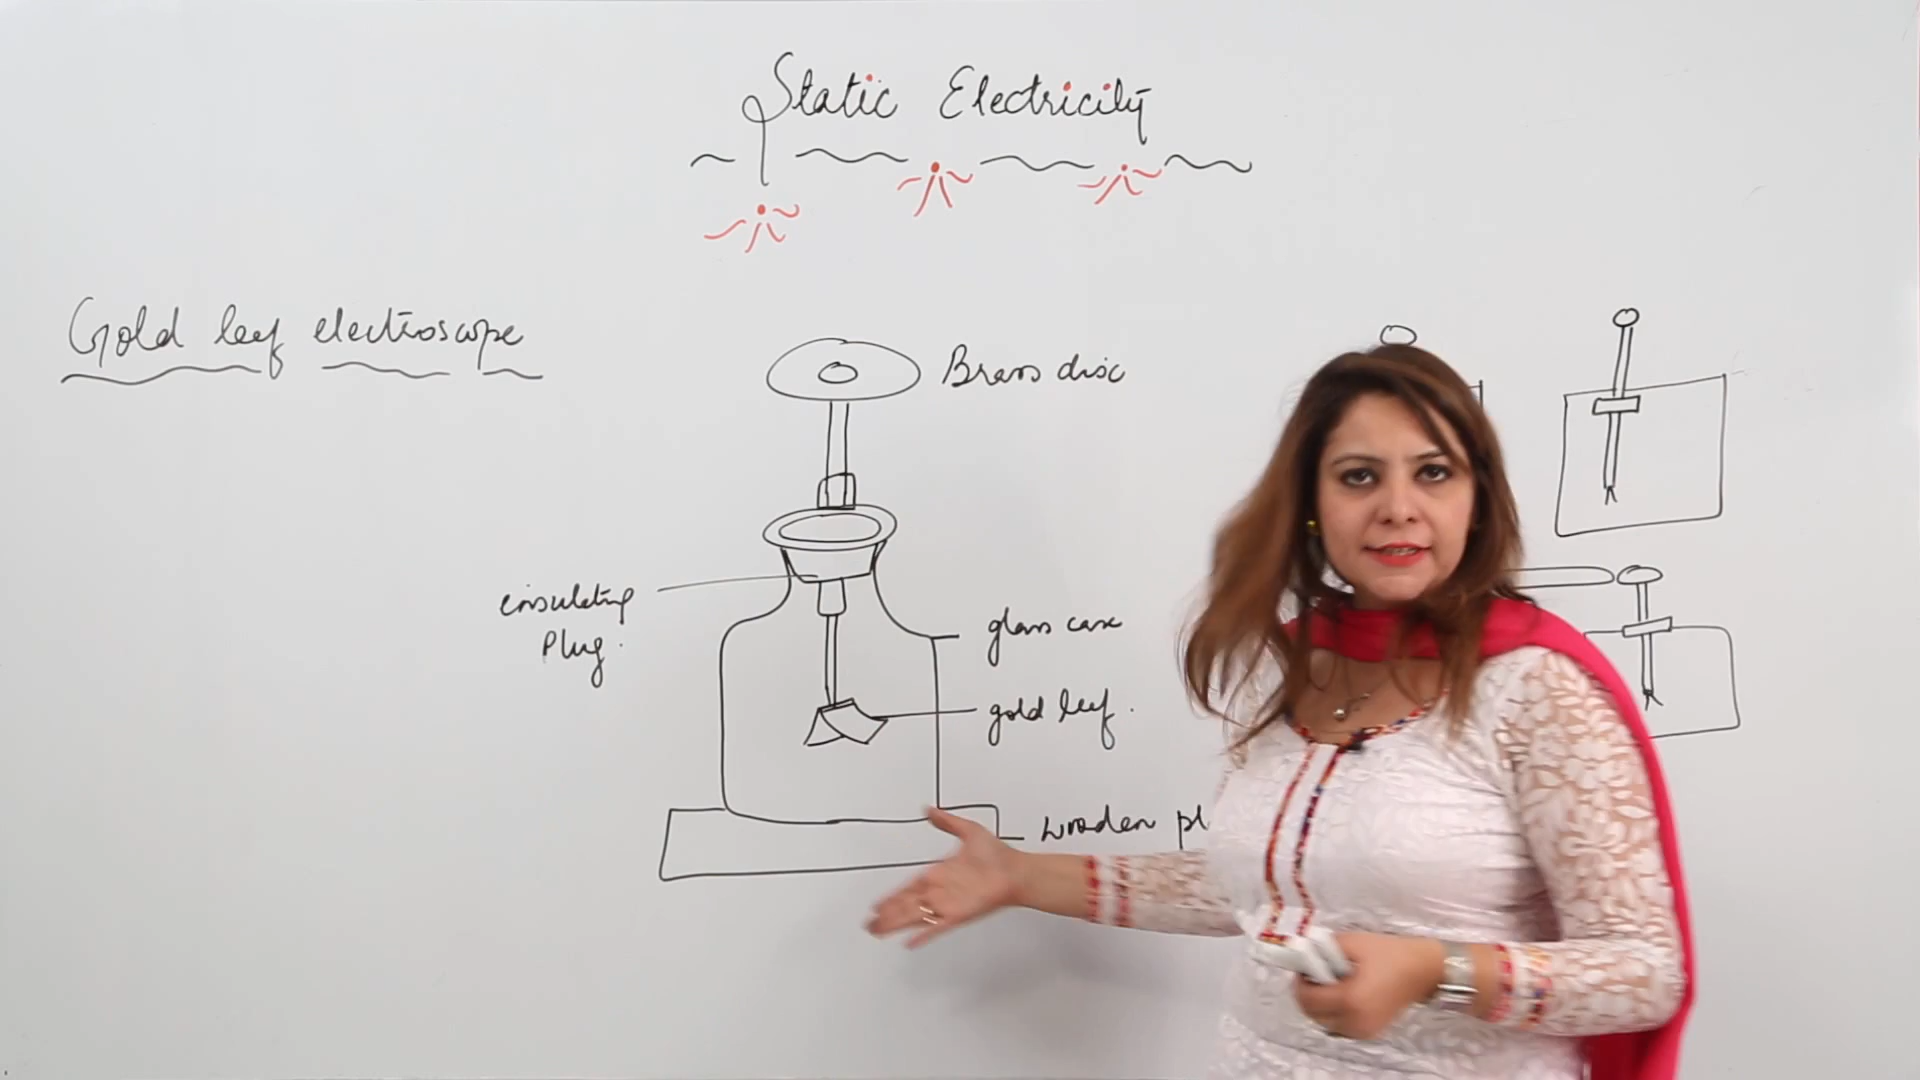 Static Electricity
Gold leaf electroscope
Brass disc
insulating
Plug.
glass case
gold leaf.
wooden pl